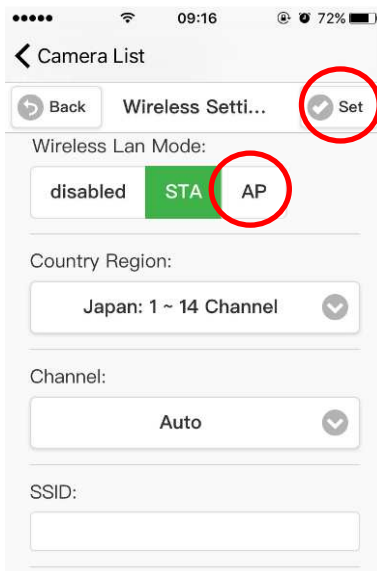 09:16 72%
Camera List
Back Wireless Setti... Set
Wireless Lan Mode:
disabled STA AP
Country Region:
Japan: 1 ~ 14 Channel
Channel:
Auto
SSID: